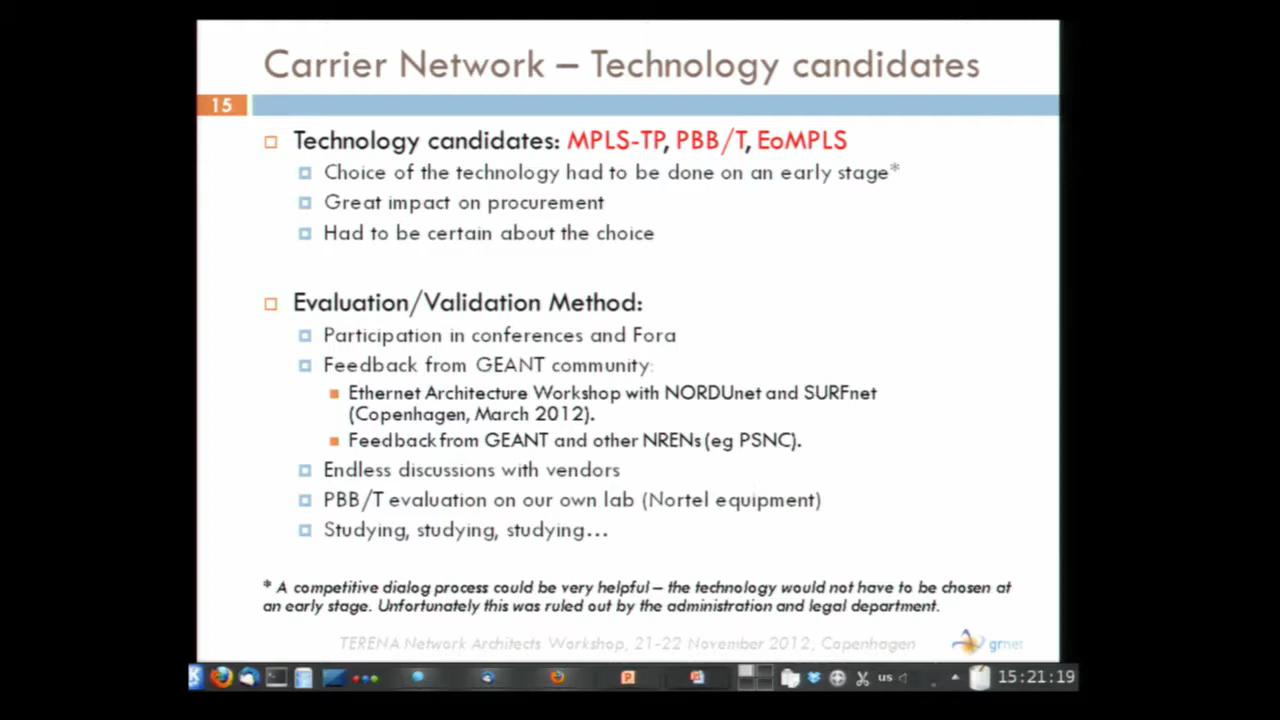 Carrier Network – Technology candidates
15
Technology candidates: MPLS-TP, PBB/T, EoMPLS
Choice of the technology had to be done on an early stage*
Great impact on procurement
Had to be certain about the choice
Evaluation/Validation Method:
Participation in conferences and Fora
Feedback from GEANT community:
Ethernet Architecture Workshop with NORDUnet and SURFnet
(Copenhagen, March 2012).
Feedback from GEANT and other NRENs (eg PSNC).
Endless discussions with vendors
PBB/T evaluation on our own lab (Nortel equipment)
Studying, studying, studying…
* A competitive dialog process could be very helpful – the technology would not have to be chosen at
an early stage. Unfortunately this was ruled out by the administration and legal department.
TERENA Network Architects Workshop, 21-22 November 2012, Copenhagen
grnet
us
15:21:19